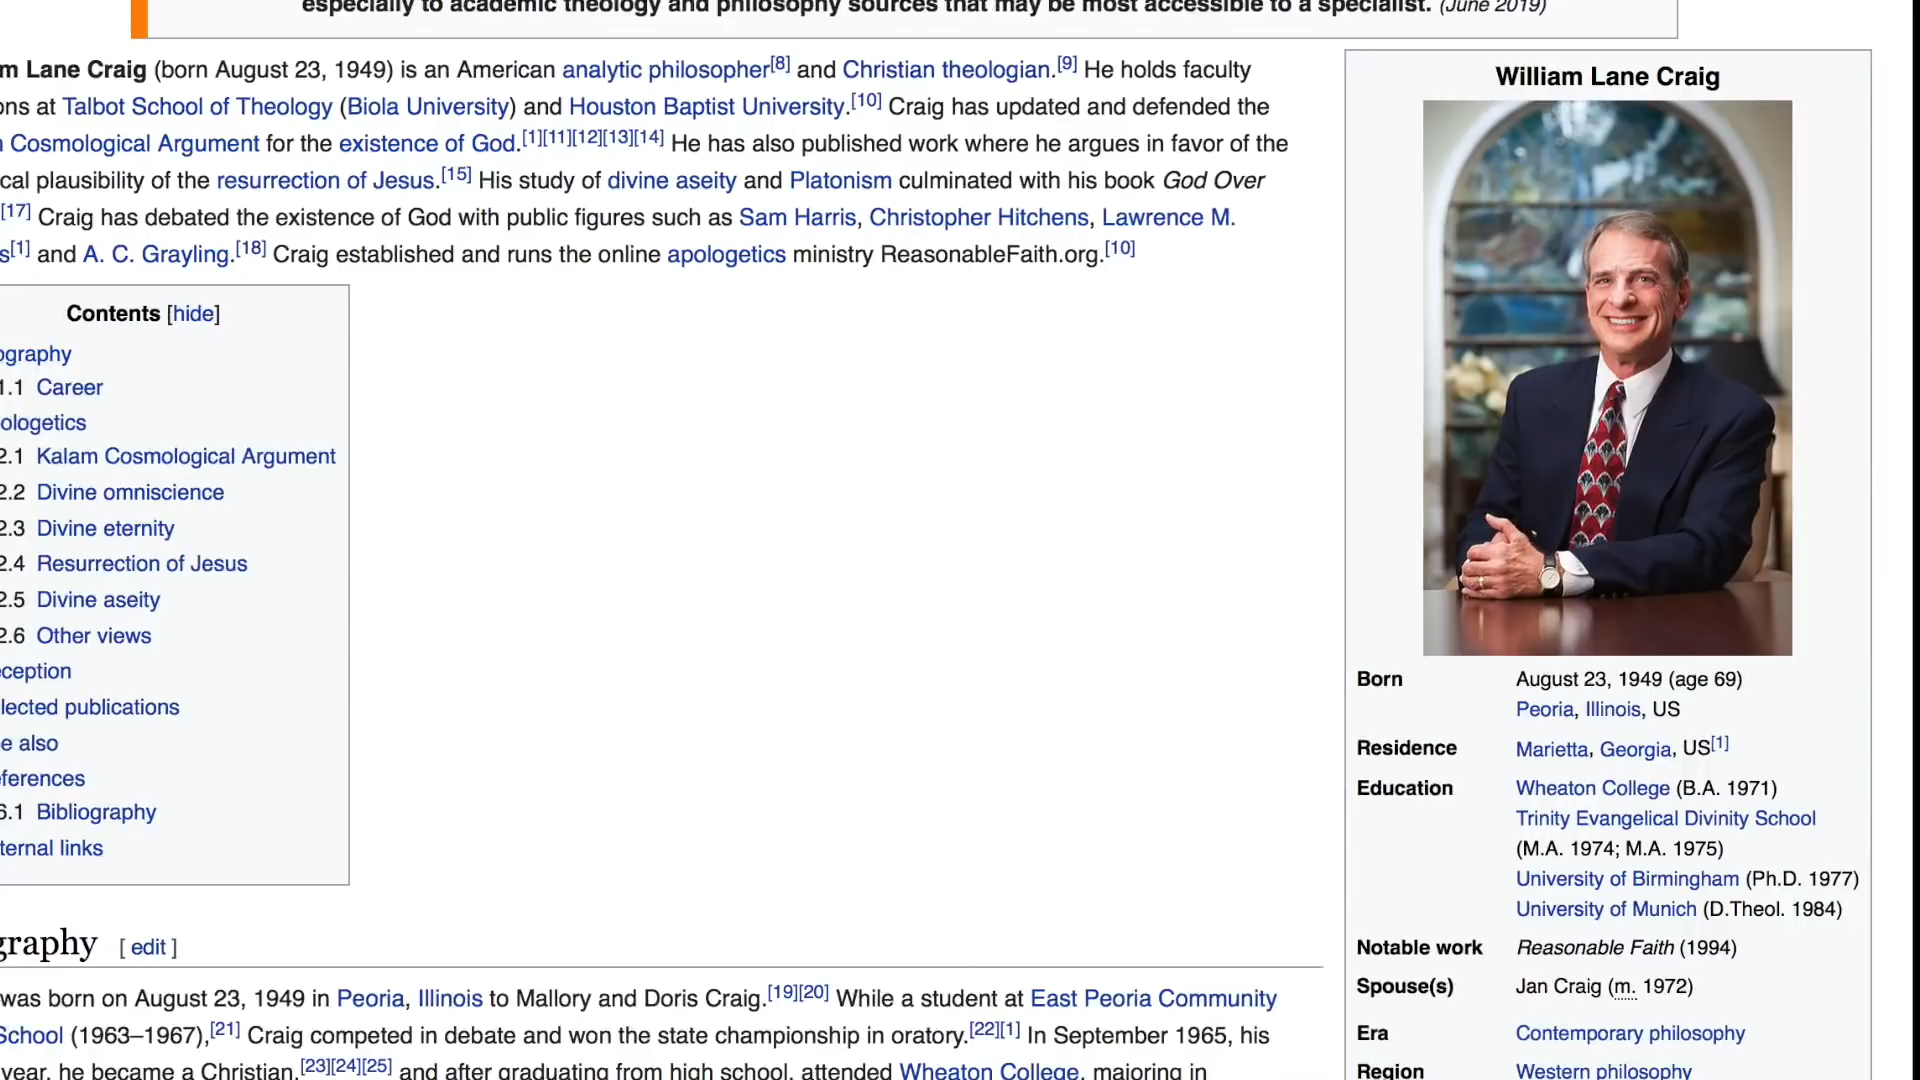 especially to academic theology and philosophy sources that may be most accessible to a specialist. (June 2019)
m Lane Craig (born August 23, 1949) is an American analytic philosopher[8] and Christian theologian.[9] He holds faculty
ons at Talbot School of Theology (Biola University) and Houston Baptist University.[10] Craig has updated and defended the
Cosmological Argument for the existence of God.[1][11][12][13][14] He has also published work where he argues in favor of the
cal plausibility of the resurrection of Jesus.[15] His study of divine aseity and Platonism culminated with his book God Over
[17] Craig has debated the existence of God with public figures such as Sam Harris, Christopher Hitchens, Lawrence M.
s[1] and A. C. Grayling.[18] Craig established and runs the online apologetics ministry ReasonableFaith.org.[10]
Contents [hide]
ography
1.1 Career
ologetics
2.1 Kalam Cosmological Argument
2.2 Divine omniscience
2.3 Divine eternity
2.4 Resurrection of Jesus
2.5 Divine aseity
2.6 Other views
eception
lected publications
e also
eferences
6.1 Bibliography
ternal links
graphy [ edit ]
was born on August 23, 1949 in Peoria, Illinois to Mallory and Doris Craig.[19][20] While a student at East Peoria Community
School (1963–1967),[21] Craig competed in debate and won the state championship in oratory.[22][1] In September 1965, his
year, he became a Christian,[23][24][25] and after graduating from high school, attended Wheaton College, majoring in
William Lane Craig
Born August 23, 1949 (age 69)
Peoria, Illinois, US
Residence Marietta, Georgia, US[1]
Education Wheaton College (B.A. 1971)
Trinity Evangelical Divinity School
(M.A. 1974; M.A. 1975)
University of Birmingham (Ph.D. 1977)
University of Munich (D.Theol. 1984)
Notable work Reasonable Faith (1994)
Spouse(s) Jan Craig (m. 1972)
Era Contemporary philosophy
Region Western philosophy